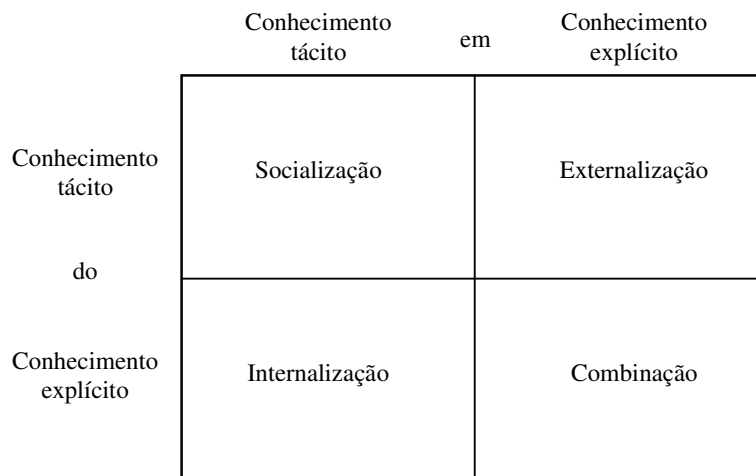 Conhecimento
tácito
em
Conhecimento
explícito
Conhecimento
tácito
Socialização
Externalização
do
Conhecimento
explícito
Internalização
Combinação